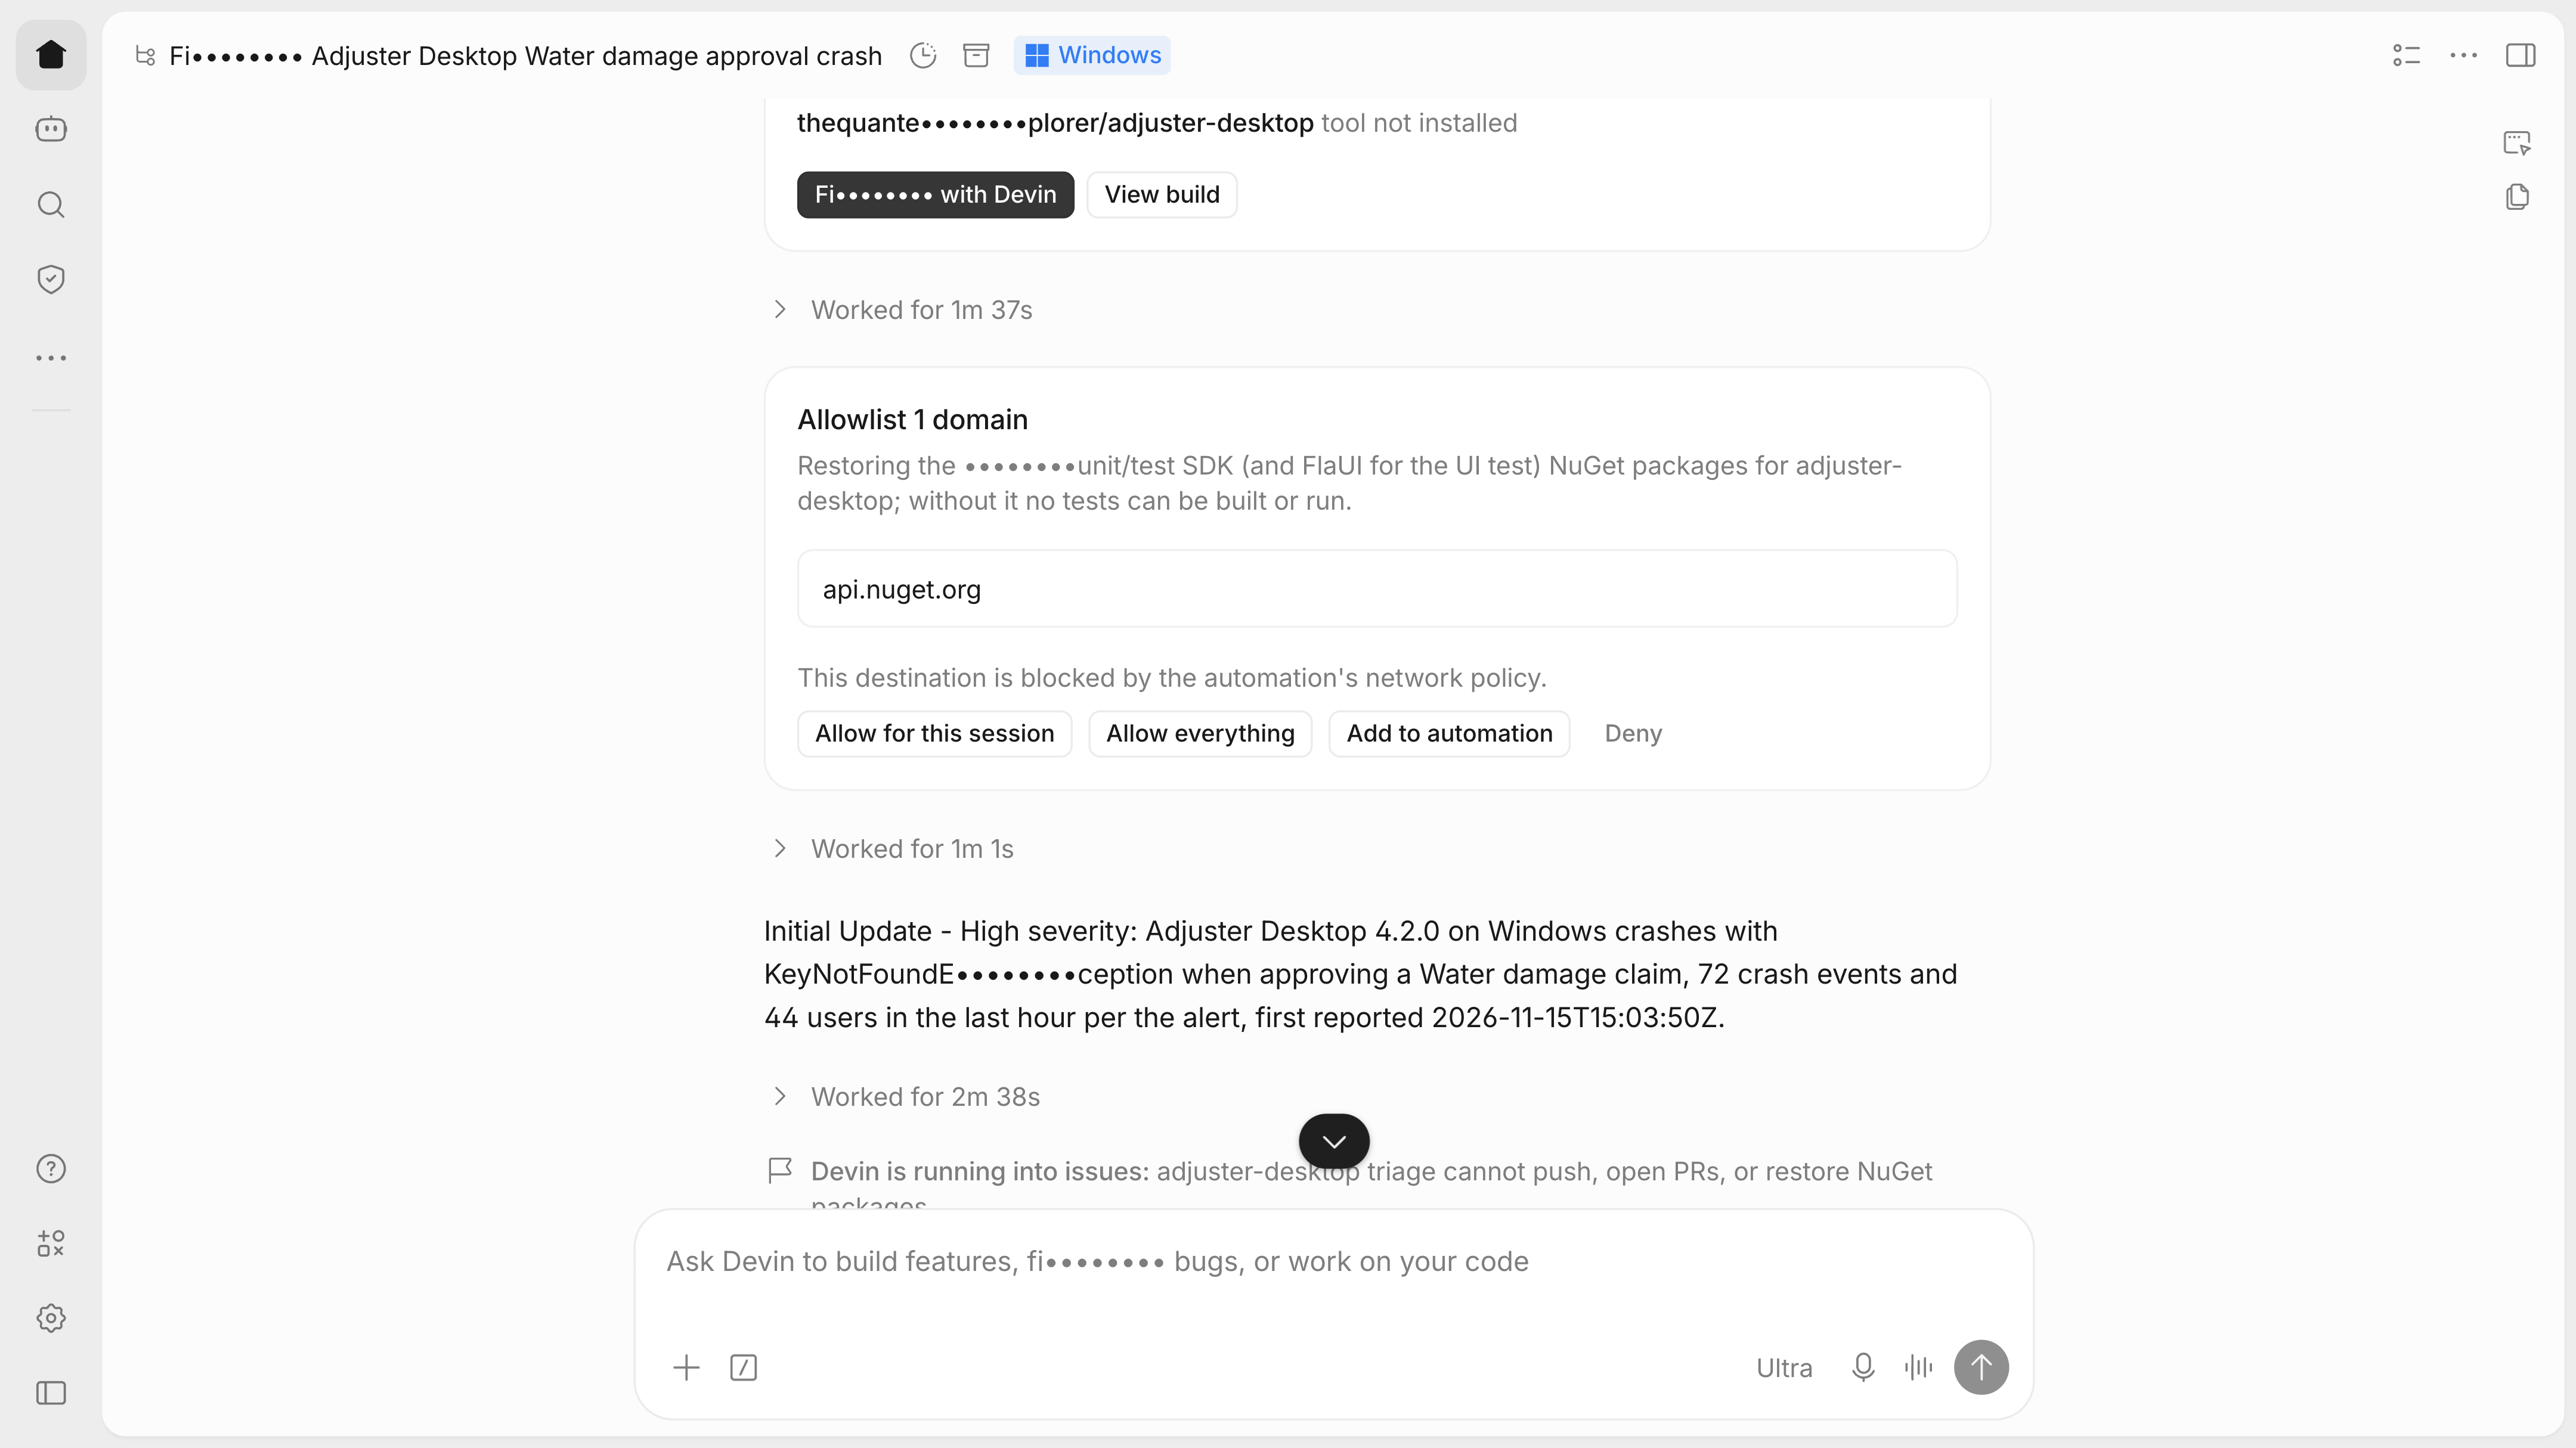 Fi•••••••• Adjuster Desktop Water damage approval crash
Windows
thequante••••••••plorer/adjuster-desktop tool not installed
Fi•••••••• with Devin
View build
Worked for 1m 37s
Allowlist 1 domain
Restoring the ••••••••unit/test SDK (and FlaUI for the UI test) NuGet packages for adjuster-
desktop; without it no tests can be built or run.
api.nuget.org
This destination is blocked by the automation's network policy.
Allow for this session
Allow everything
Add to automation
Deny
Worked for 1m 1s
Initial Update - High severity: Adjuster Desktop 4.2.0 on Windows crashes with
KeyNotFoundE••••••••ception when approving a Water damage claim, 72 crash events and
44 users in the last hour per the alert, first reported 2026-11-15T15:03:50Z.
Worked for 2m 38s
Devin is running into issues: adjuster-desktop triage cannot push, open PRs, or restore NuGet
packages
Ask Devin to build features, fi•••••••• bugs, or work on your code
Ultra